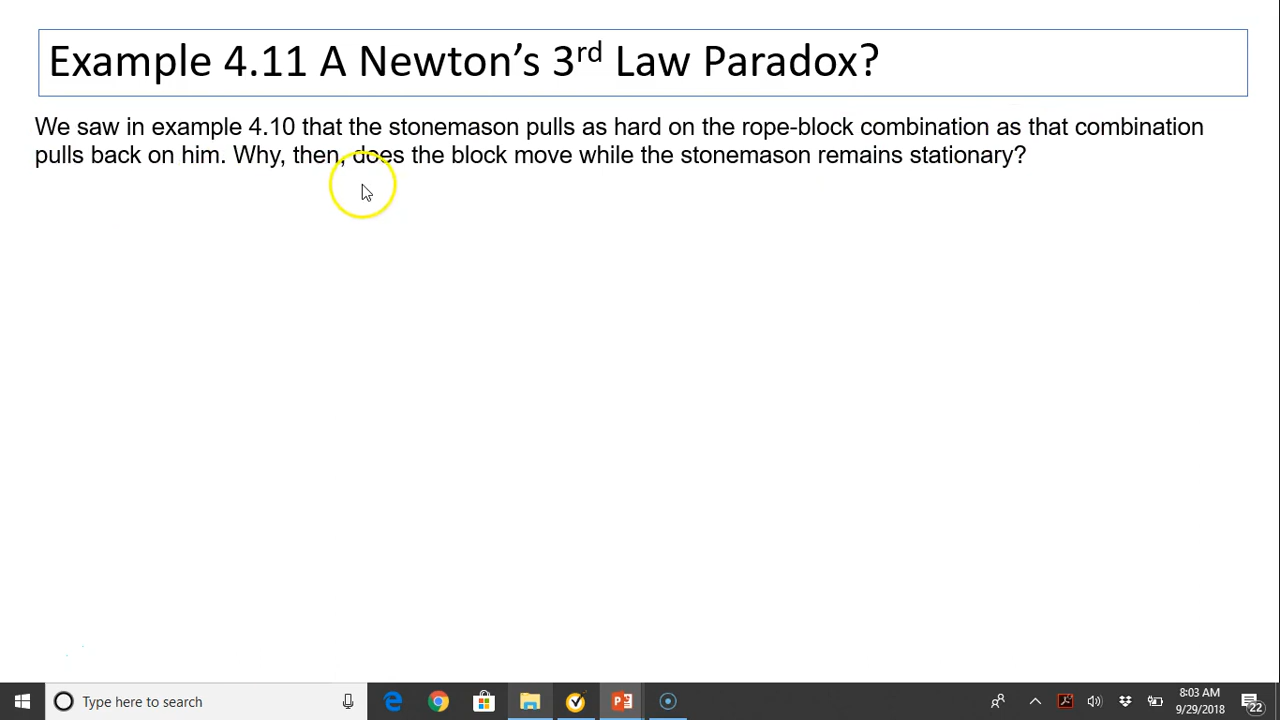 Example 4.11 A Newton's 3rd Law Paradox?
We saw in example 4.10 that the stonemason pulls as hard on the rope-block combination as that combination
pulls back on him. Why, then, does the block move while the stonemason remains stationary?
Type here to search
8:03 AM
9/29/2018
22